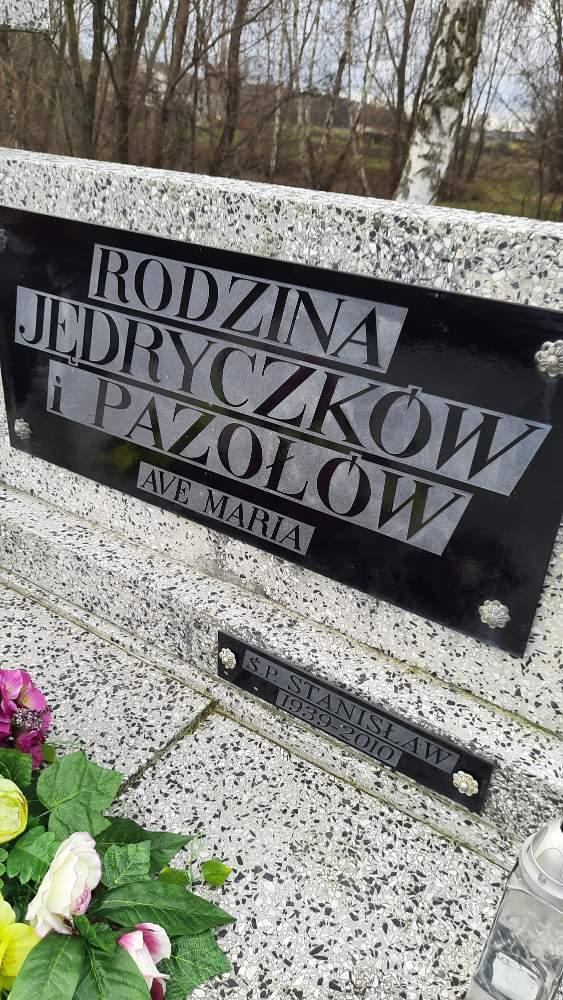 RODZINA
JĘDRYCZKÓW
i PAZOŁÓW
AVE MARIA
Ś.P. STANISŁAW
1939-2010